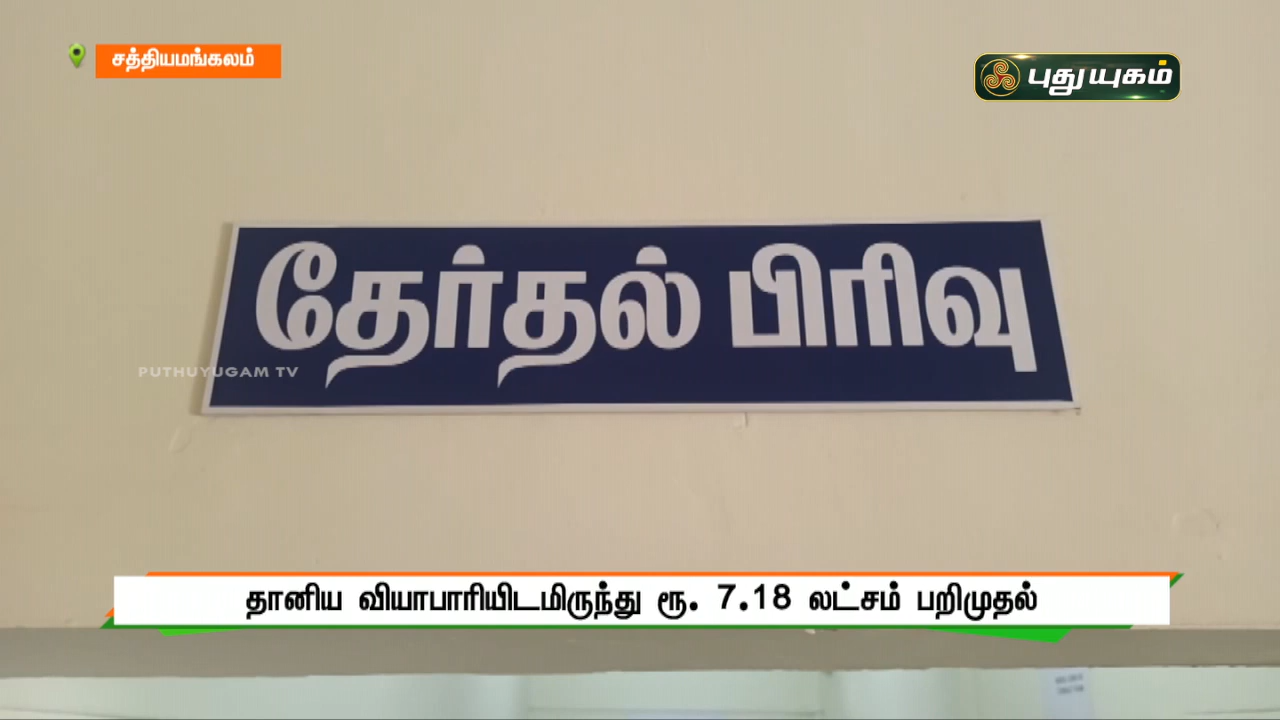 சத்தியமங்கலம்
புதுயுகம்
தேர்தல் பிரிவு
PUTHUYUGAM TV
தானிய வியாபாரியிடமிருந்து ரூ. 7.18 லட்சம் பறிமுதல்